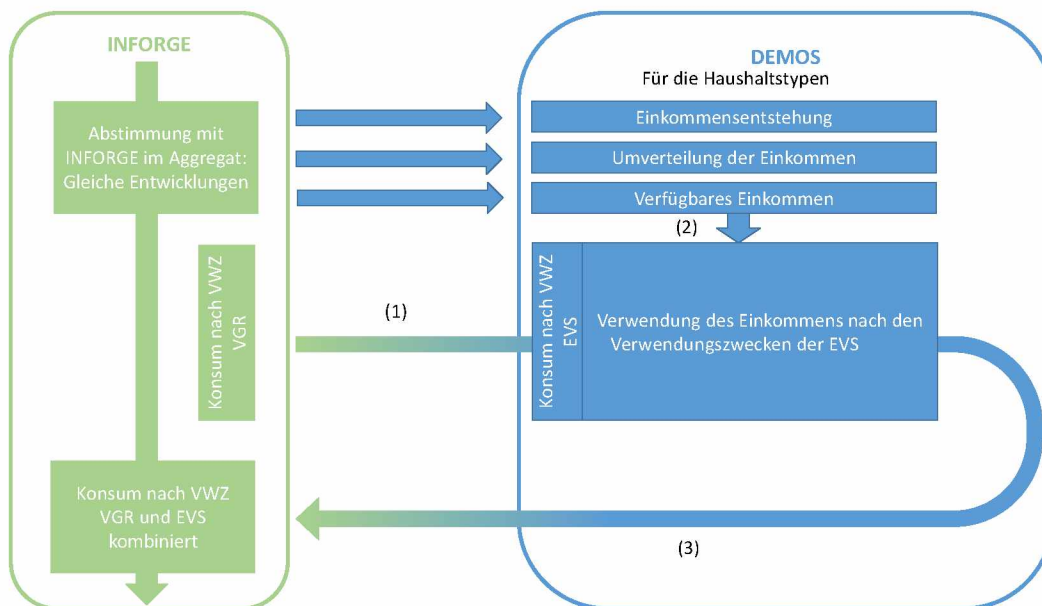 INFORGE
Abstimmung mit
INFORGE im Aggregat:
Gleiche Entwicklungen
Konsum nach VWZ
VGR
Konsum nach VWZ
VGR und EVS
kombiniert
(1)
DEMOS
Für die Haushaltstypen
Einkommensentstehung
Umverteilung der Einkommen
Verfügbares Einkommen
(2)
Konsum nach VWZ
EVS
Verwendung des Einkommens nach den
Verwendungszwecken der EVS
(3)